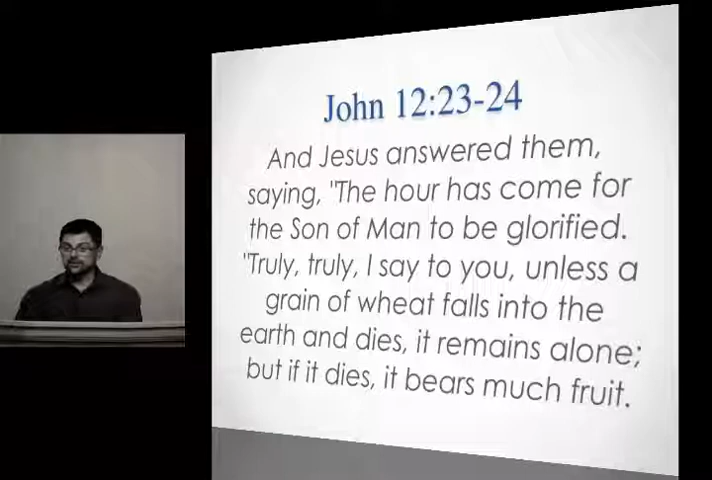 John 12:23-24
And Jesus answered them,
saying, "The hour has come for
the Son of Man to be glorified.
"Truly, truly, I say to you, unless a
grain of wheat falls into the
earth and dies, it remains alone;
but if it dies, it bears much fruit.